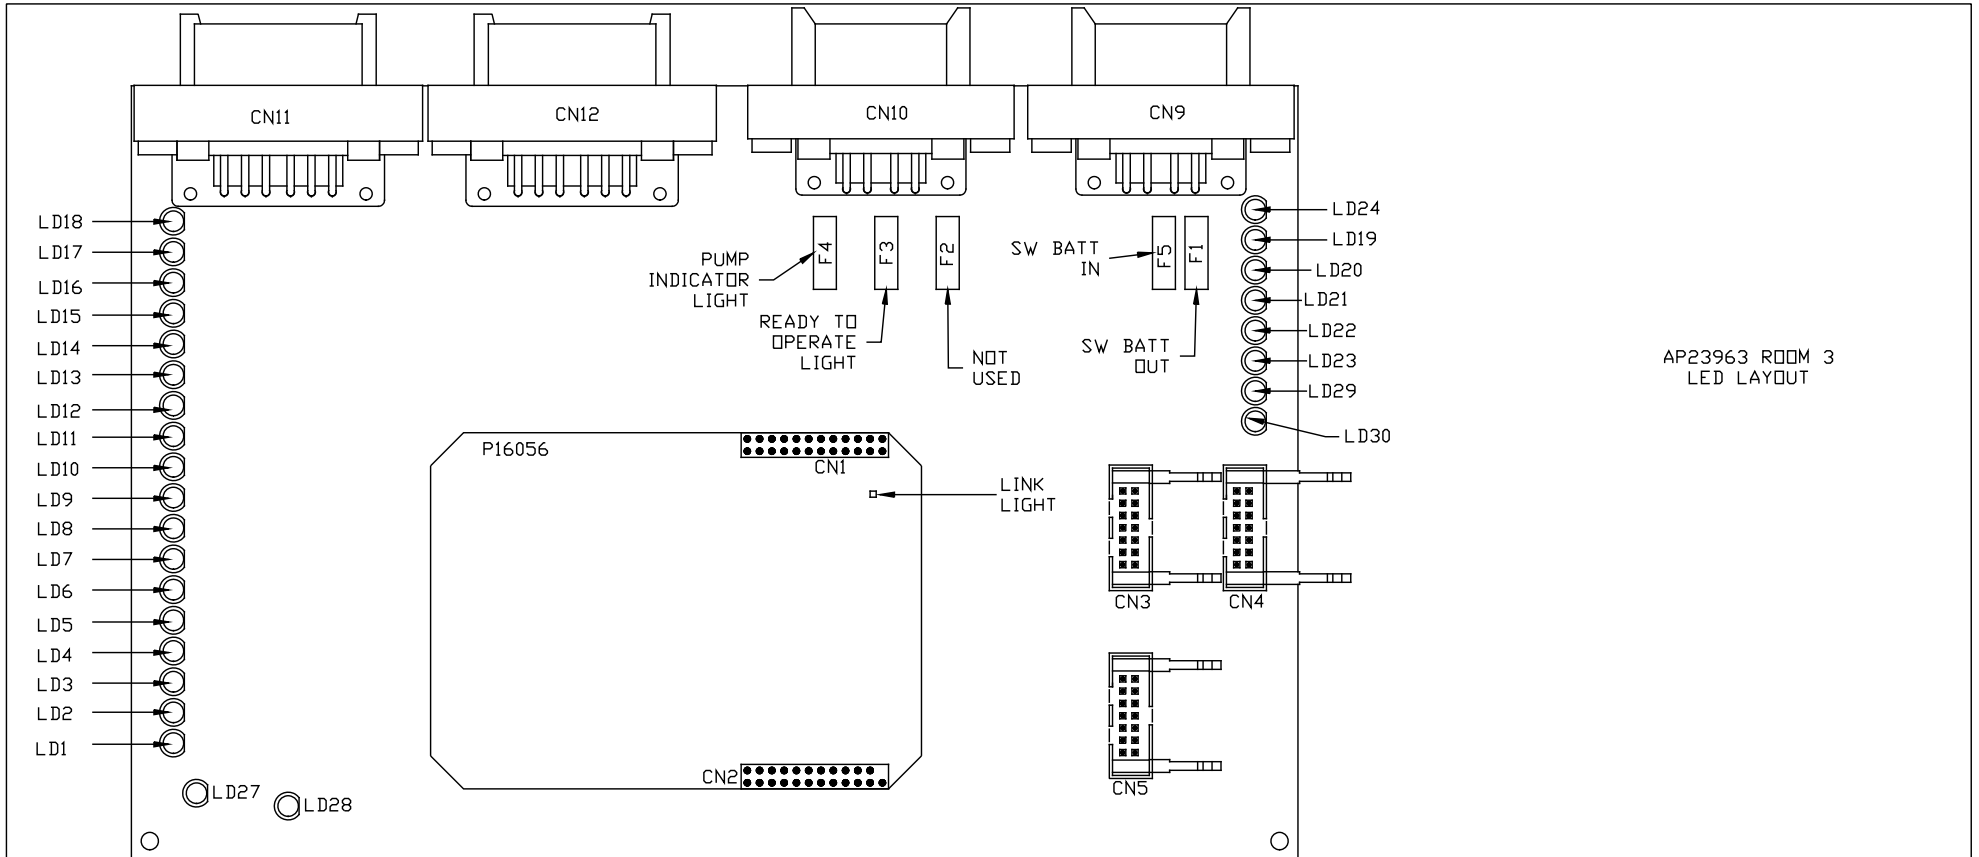 CN11
CN12
CN10
CN9
LD18
LD17
LD16
LD15
LD14
LD13
LD12
LD11
LD10
LD9
LD8
LD7
LD6
LD5
LD4
LD3
LD2
LD1
LD27
LD28
PUMP
INDICATOR
LIGHT
F4
READY TO
OPERATE
LIGHT
F3
F2
NOT
USED
SW BATT
IN
F5
F1
SW BATT
OUT
LD24
LD19
LD20
LD21
LD22
LD23
LD29
LD30
AP23963 ROOM 3
LED LAYOUT
P16056
CN1
LINK
LIGHT
CN2
CN3
CN4
CN5